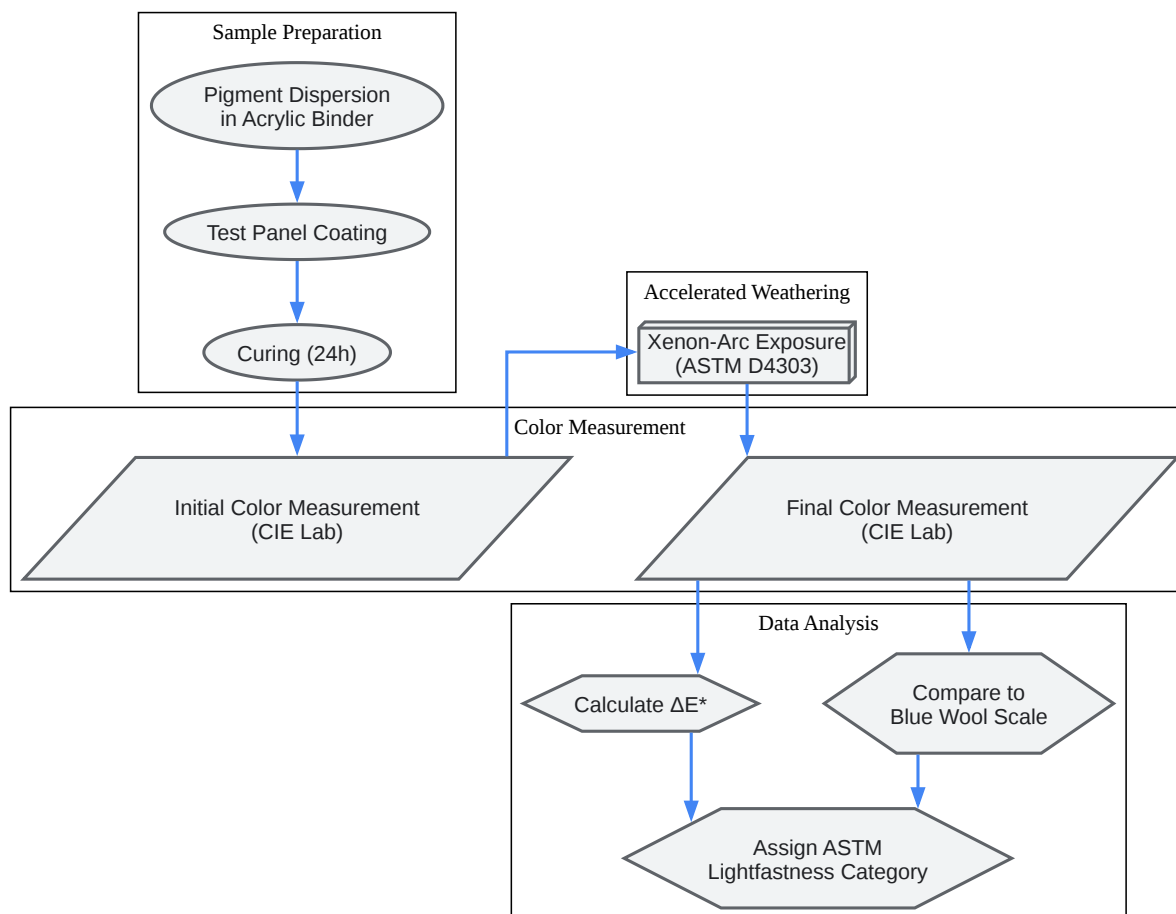 Sample Preparation
Pigment Dispersion
in Acrylic Binder
Test Panel Coating
Curing (24h)
Accelerated Weathering
Xenon-Arc Exposure
(ASTM D4303)
Color Measurement
Initial Color Measurement
(CIE Lab)
Final Color Measurement
(CIE Lab)
Data Analysis
Calculate ΔE*
Compare to
Blue Wool Scale
Assign ASTM
Lightfastness Category